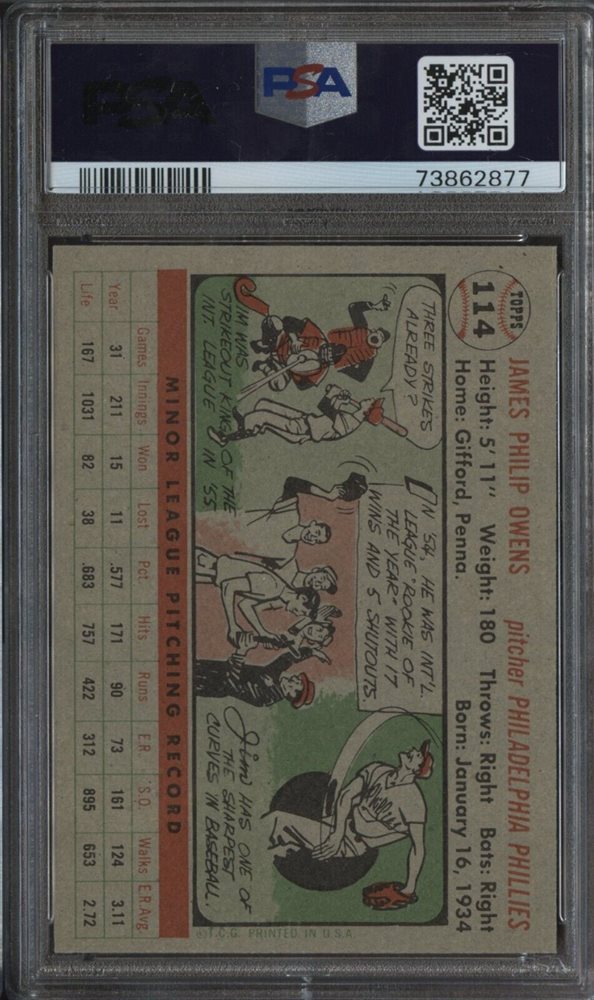 PSA
PSA
73862877
TOPPS
114
JAMES PHILIP OWENS pitcher PHILADELPHIA PHILLIES
Height: 5' 11" Weight: 180 Throws: Right Bats: Right
Home: Gifford, Penna. Born: January 16, 1934
THREE STRIKES
ALREADY?
JIM WAS
STRIKEOUT KING OF THE
INT. LEAGUE IN '55
IN '54, HE WAS INT'L.
LEAGUE "ROOKIE OF
THE YEAR" WITH 17
WINS AND 5 SHUTOUTS.
Phillies
Jim HAS ONE OF
THE SHARPEST
CURVES IN BASEBALL.
MINOR LEAGUE PITCHING RECORD
Games Innings Won Lost Pct. Hits Runs E.R. S.O. Walks E.R.Avg
Year 31 211 15 11 .577 171 90 73 161 124 3.11
Life 167 1031 82 38 .683 757 422 312 895 653 2.72
©T.C.G. PRINTED IN U.S.A.